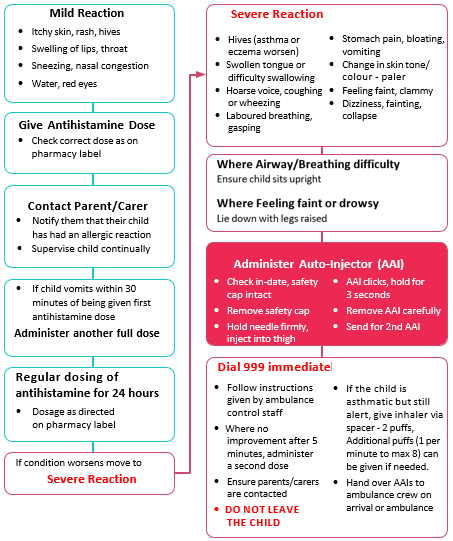 Mild Reaction
Itchy skin, rash, hives
Swelling of lips, throat
Sneezing, nasal congestion
Water, red eyes
Give Antihistamine Dose
Check correct dose as on
pharmacy label
Contact Parent/Carer
Notify them that their child
has had an allergic reaction
Supervise child continually
If child vomits within 30
minutes of being given first
antihistamine dose
Administer another full dose
Regular dosing of
antihistamine for 24 hours
Dosage as directed
on pharmacy label
If condition worsens move to
Severe Reaction
Severe Reaction
Hives (asthma or
eczema worsen)
Swollen tongue or
difficulty swallowing
Hoarse voice, coughing
or wheezing
Laboured breathing,
gasping
Stomach pain, bloating,
vomiting
Change in skin tone/
colour - paler
Feeling faint, clammy
Dizziness, fainting,
collapse
Where Airway/Breathing difficulty
Ensure child sits upright
Where Feeling faint or drowsy
Lie down with legs raised
Administer Auto-Injector (AAI)
Check in-date, safety
cap intact
Remove safety cap
Hold needle firmly,
inject into thigh
AAI clicks, hold for
3 seconds
Remove AAI carefully
Send for 2nd AAI
Dial 999 immediatel
Follow instructions
given by ambulance
control staff
Where no
improvement after 5
minutes, administer
a second dose
Ensure parents/carers
are contacted
DO NOT LEAVE
THE CHILD
If the child is
asthmatic but still
alert, give inhaler via
spacer - 2 puffs,
Additional puffs (1 per
minute to max 8) can
be given if needed.
Hand over AAIs to
ambulance crew on
arrival or ambulance